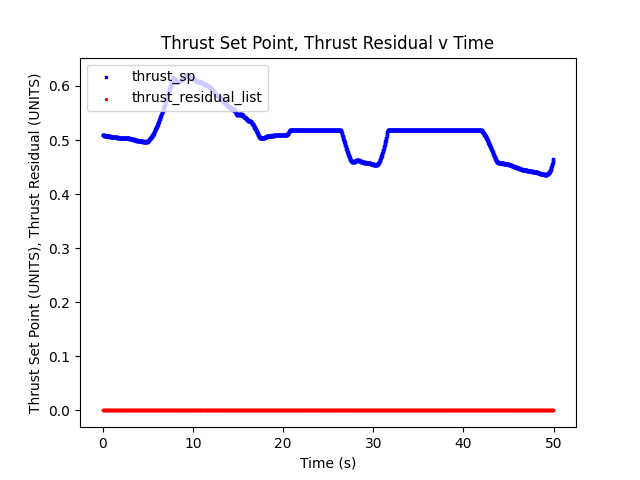 Thrust Set Point, Thrust Residual v Time
thrust_sp
thrust_residual_list
Thrust Set Point (UNITS), Thrust Residual (UNITS)
0.6
0.5
0.4
0.3
0.2
0.1
0.0
0 10 20 30 40 50
Time (s)